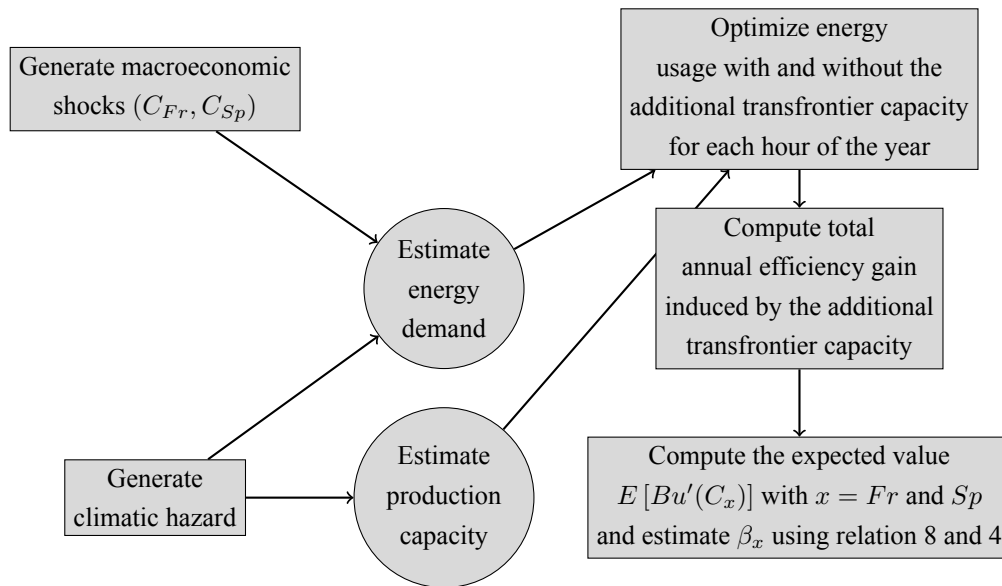 Generate macroeconomic
shocks (C_{Fr}, C_{Sp})
Optimize energy
usage with and without the
additional transfrontier capacity
for each hour of the year
Estimate
energy
demand
Compute total
annual efficiency gain
induced by the additional
transfrontier capacity
Generate
climatic hazard
Estimate
production
capacity
Compute the expected value
E [Bu′(C_x)] with x = Fr and Sp
and estimate β_x using relation 8 and 4